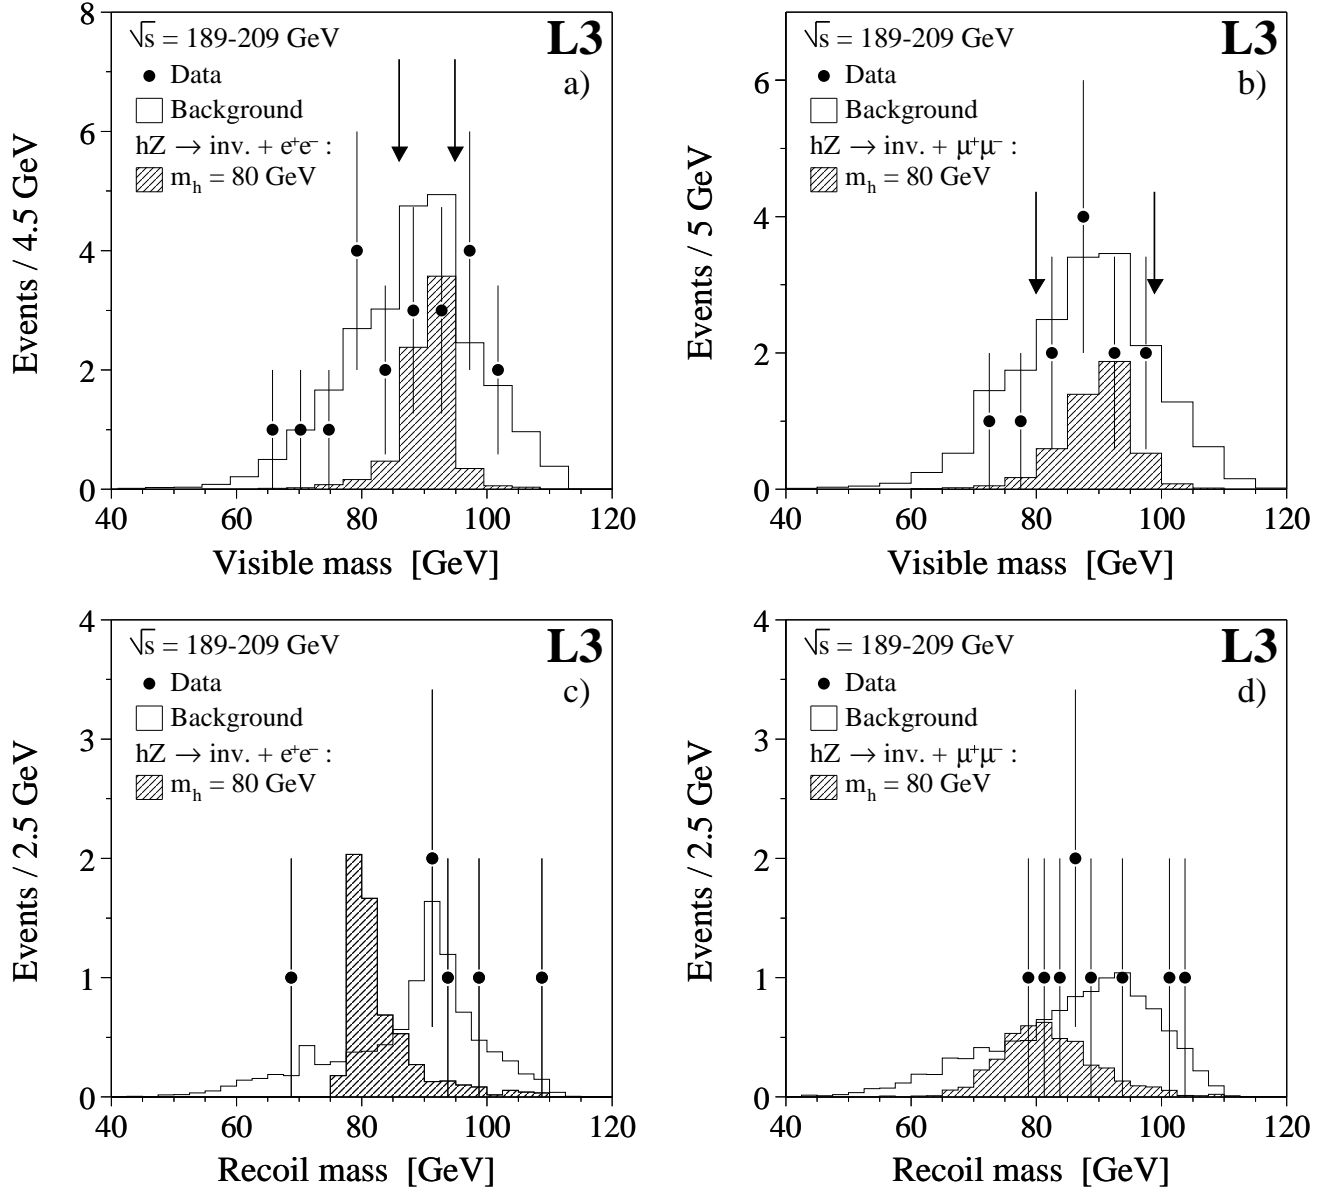 √s = 189-209 GeV
L3
a)
Data
Background
hZ → inv. + e⁺e⁻ :
m_h = 80 GeV
Events / 4.5 GeV
0
2
4
6
8
40
60
80
100
120
Visible mass [GeV]
√s = 189-209 GeV
L3
b)
Data
Background
hZ → inv. + μ⁺μ⁻ :
m_h = 80 GeV
Events / 5 GeV
0
2
4
6
40
60
80
100
120
Visible mass [GeV]
√s = 189-209 GeV
L3
c)
Data
Background
hZ → inv. + e⁺e⁻ :
m_h = 80 GeV
Events / 2.5 GeV
0
1
2
3
4
40
60
80
100
120
Recoil mass [GeV]
√s = 189-209 GeV
L3
d)
Data
Background
hZ → inv. + μ⁺μ⁻ :
m_h = 80 GeV
Events / 2.5 GeV
0
1
2
3
4
40
60
80
100
120
Recoil mass [GeV]